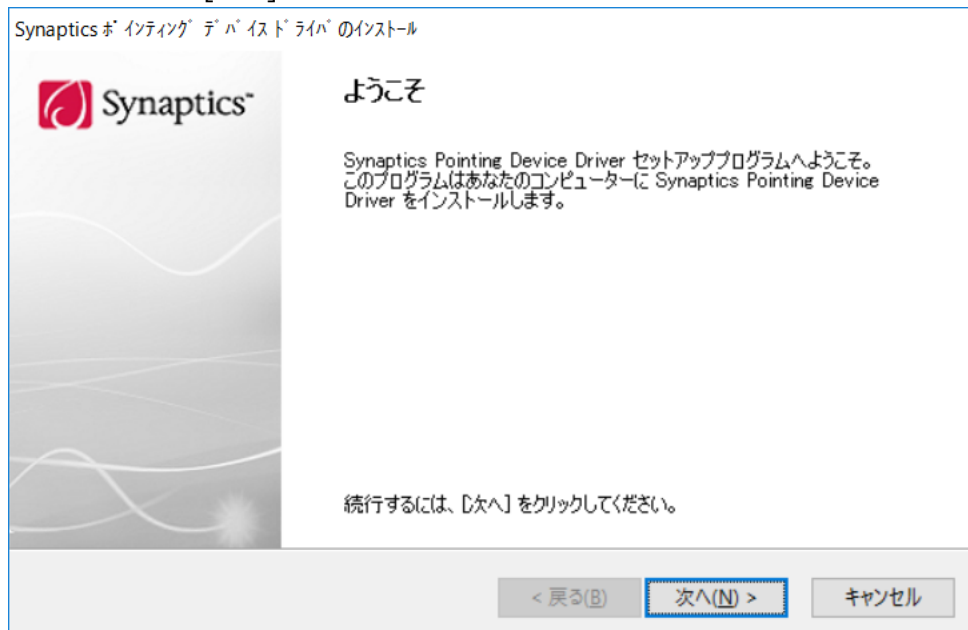 Synaptics ﾎﾟｲﾝﾃｨﾝｸﾞ ﾃﾞﾊﾞｲｽ ﾄﾞﾗｲﾊﾞのｲﾝｽﾄｰﾙ
Synaptics™
ようこそ
Synaptics Pointing Device Driver セットアッププログラムへようこそ。
このプログラムはあなたのコンピューターに Synaptics Pointing Device
Driver をインストールします。
続行するには、[次へ] をクリックしてください。
< 戻る(B)
次へ(N) >
キャンセル